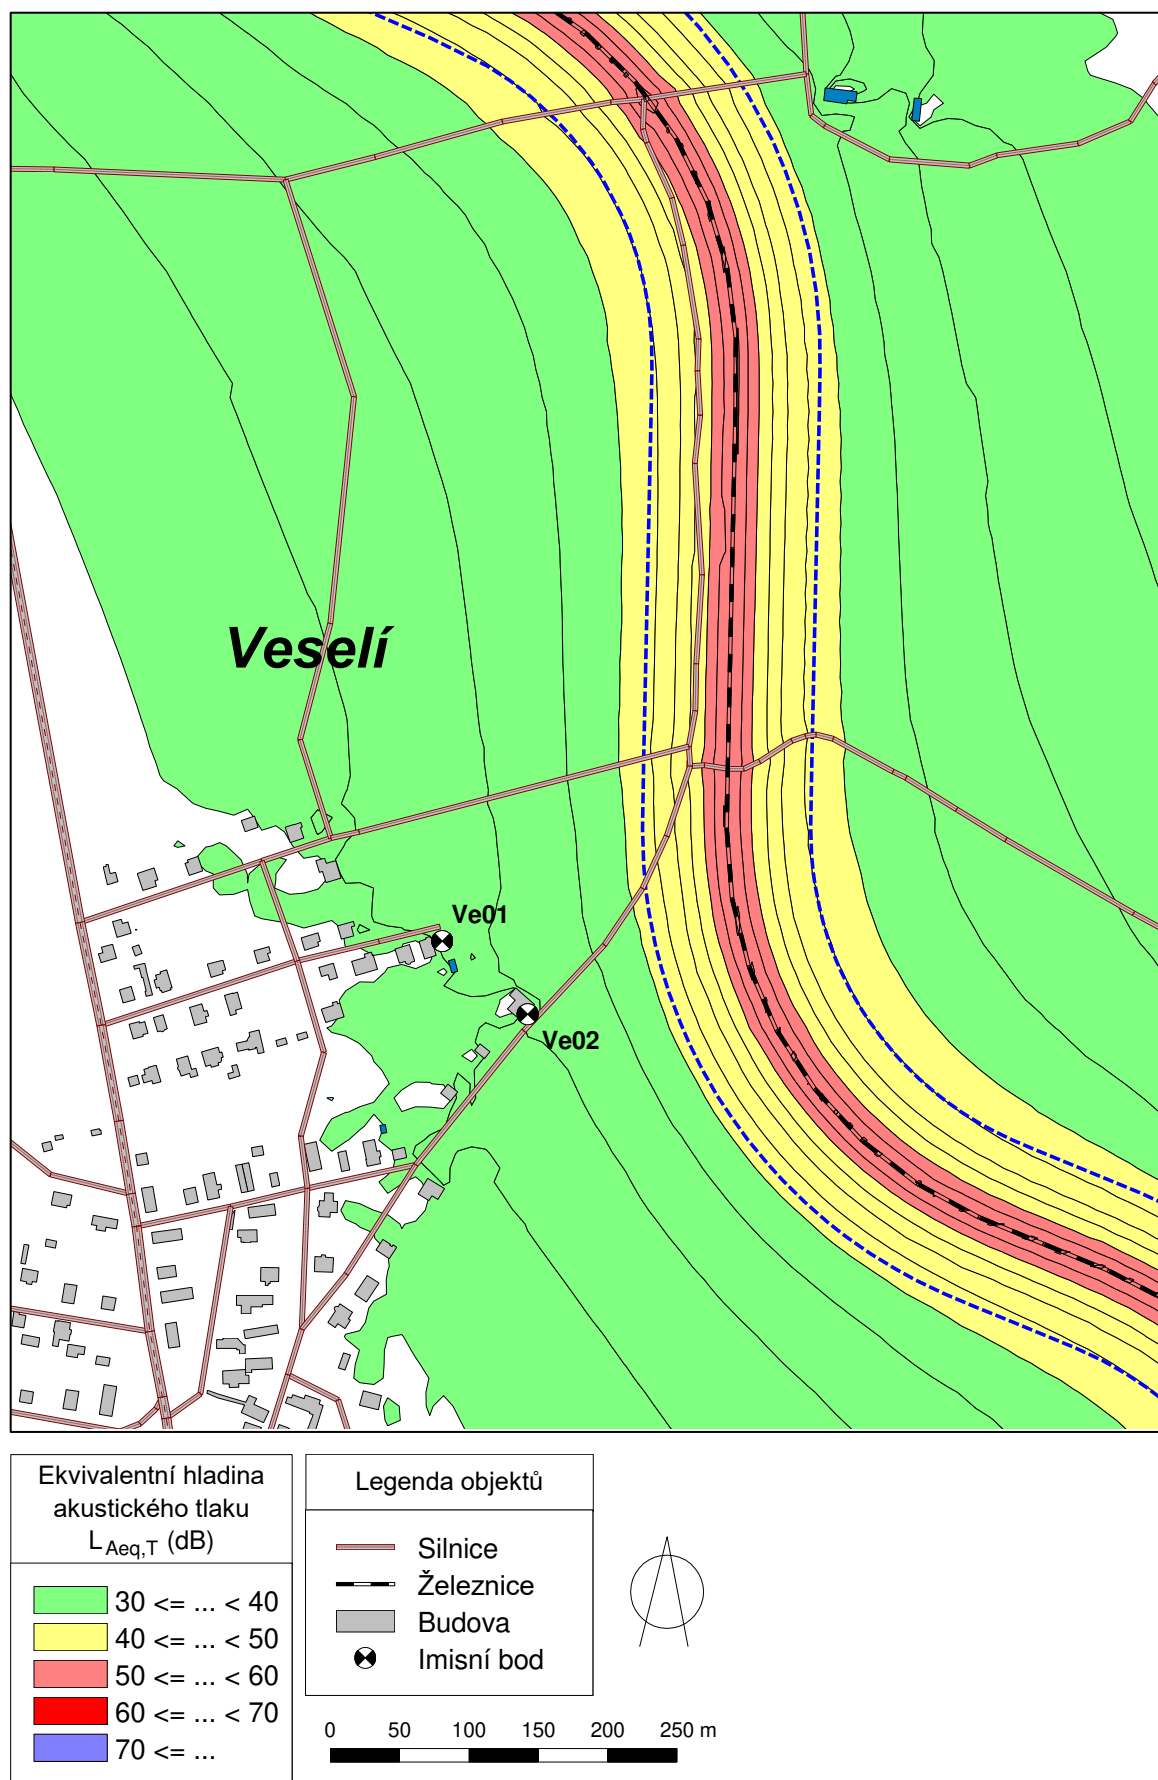 Veselí
Ve01
Ve02
Ekvivalentní hladina
akustického tlaku
L Aeq,T (dB)
30 <= ... < 40
40 <= ... < 50
50 <= ... < 60
60 <= ... < 70
70 <= ...
Legenda objektů
Silnice
Železnice
Budova
Imisní bod
0 50 100 150 200 250 m